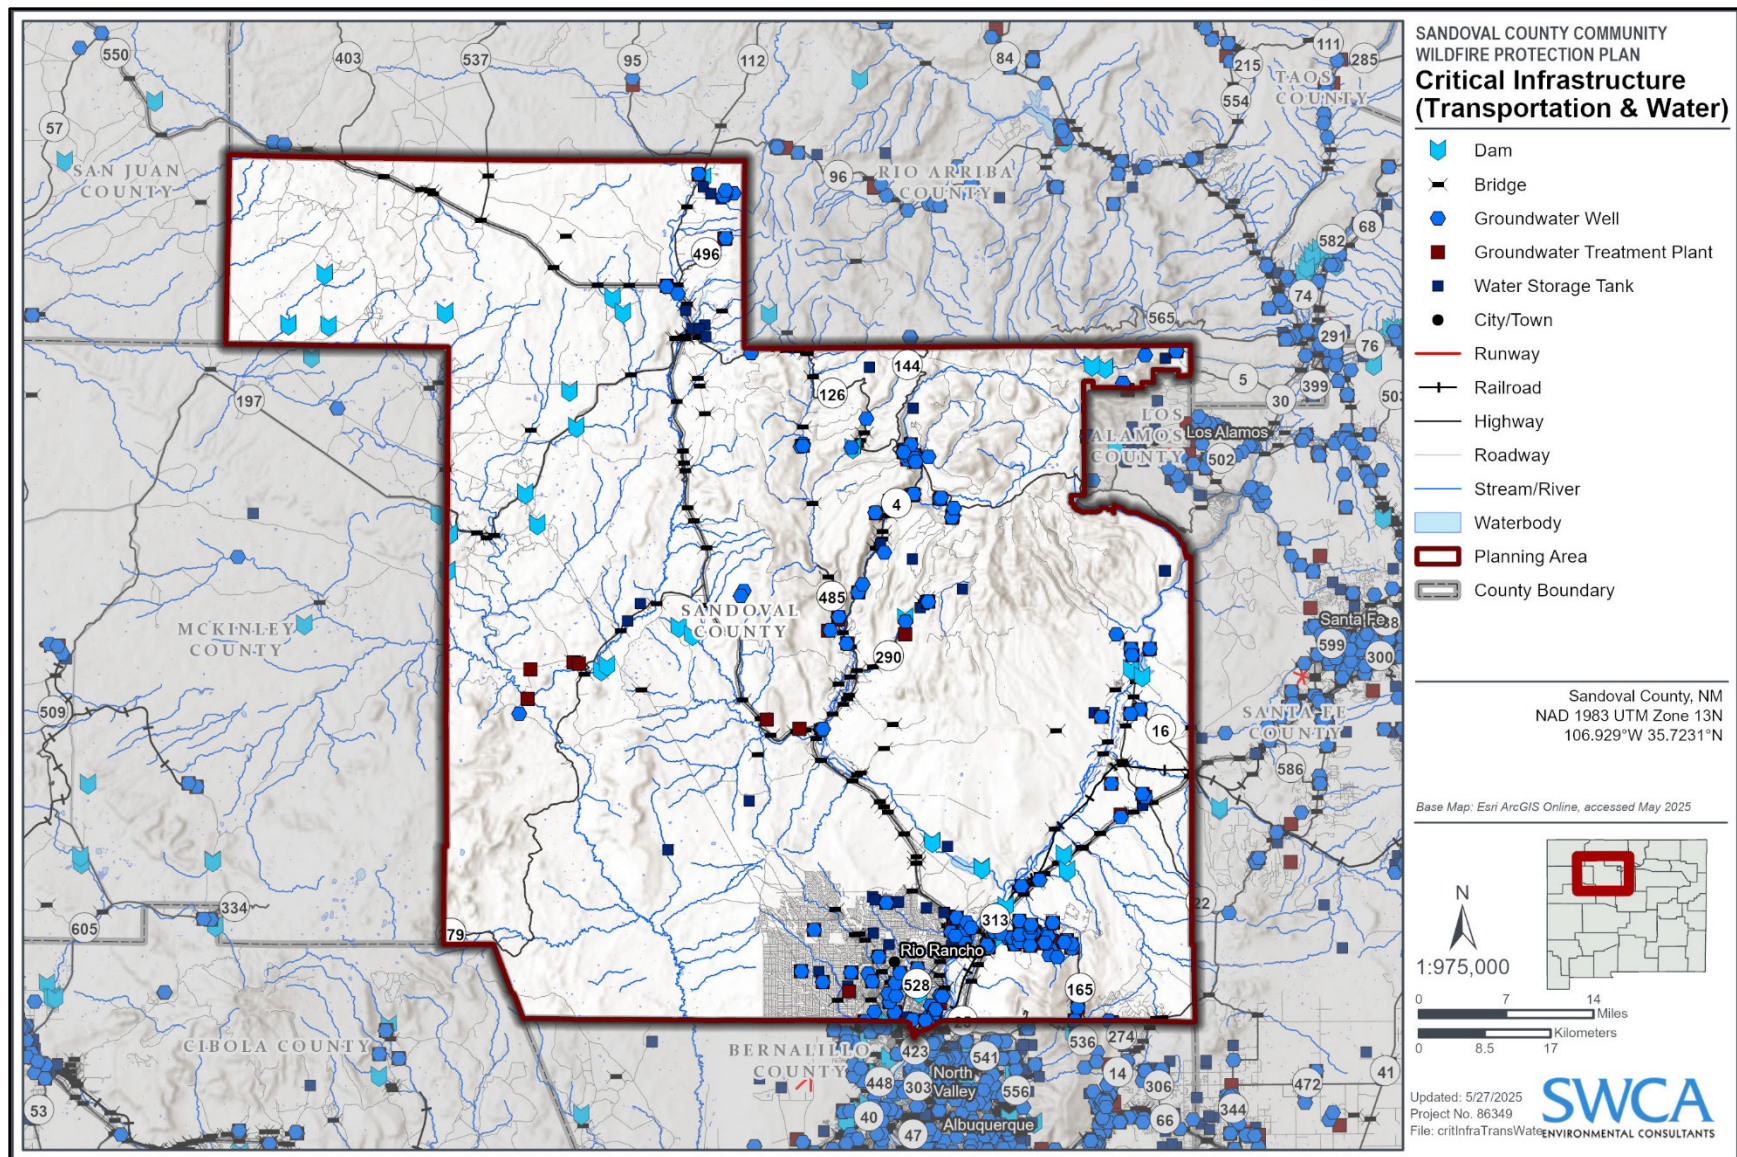 SANDOVAL COUNTY COMMUNITY
WILDFIRE PROTECTION PLAN
Critical Infrastructure
(Transportation & Water)
Dam
Bridge
Groundwater Well
Groundwater Treatment Plant
Water Storage Tank
City/Town
Runway
Railroad
Highway
Roadway
Stream/River
Waterbody
Planning Area
County Boundary
Sandoval County, NM
NAD 1983 UTM Zone 13N
106.929°W 35.7231°N
Base Map: Esri ArcGIS Online, accessed May 2025
N
1:975,000
0 7 14
Miles
Kilometers
0 8.5 17
Updated: 5/27/2025
Project No. 86349
File: critInfraTransWate
SWCA
ENVIRONMENTAL CONSULTANTS
550
403
537
95
112
84
111
285
215
TAOS
COUNTY
554
57
SAN JUAN
COUNTY
96
RIO ARRIBA
COUNTY
68
582
496
74
565
291
76
144
126
5
399
503
30
197
LOS
ALAMOS
COUNTY
Los Alamos
502
4
485
SANDOVAL
COUNTY
MCKINLEY
COUNTY
290
Santa Fe
599
300
509
SANTA FE
COUNTY
16
586
334
605
79
22
313
Rio Rancho
528
165
25
CIBOLA COUNTY
BERNALILLO
COUNTY
423
541
536
274
448
303
North
Valley
556
14
306
472
41
53
40
47
Albuquerque
66
344